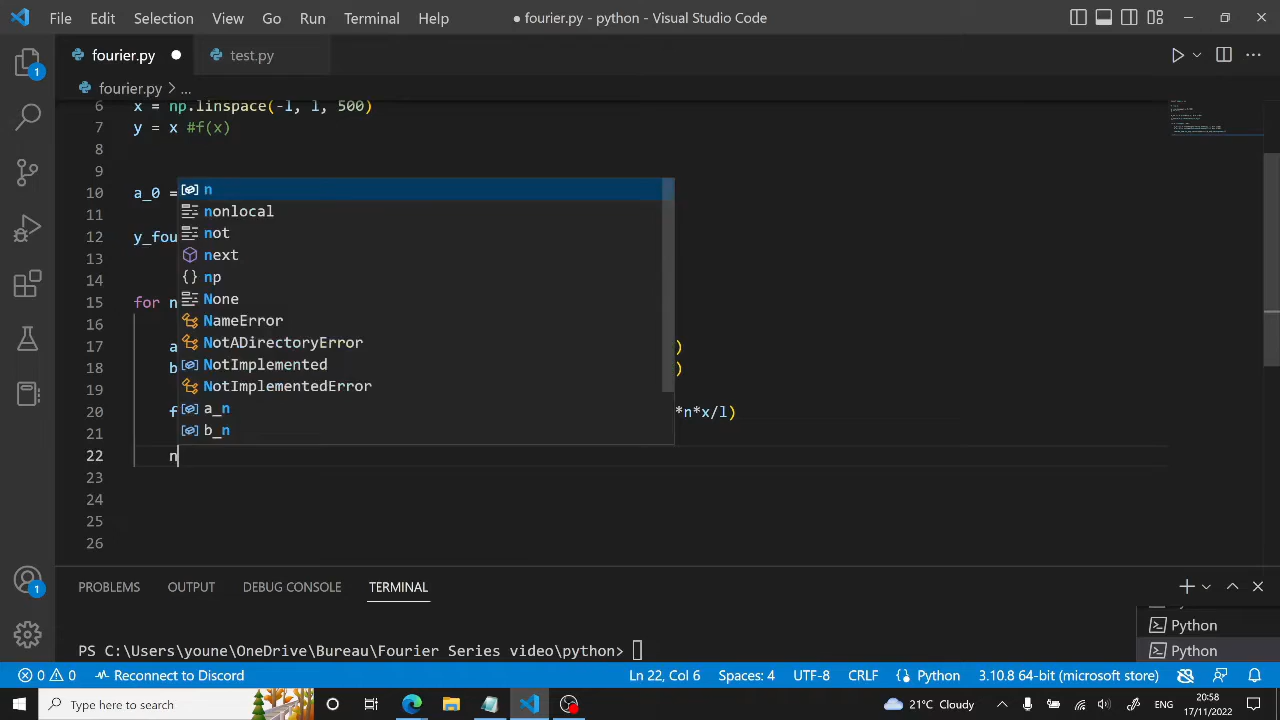 File Edit Selection View Go Run Terminal Help ● fourier.py - python - Visual Studio Code
fourier.py test.py
fourier.py > ...
6 x = np.linspace(-l, l, 500)
7 y = x #f(x)
8
9
10 a_0 =
11
12 y_fou
13
14
15 for n
16
17 a )
18 b )
19
20 f *n*x/l)
21
22 n
23
24
25
26
n
nonlocal
not
next
np
None
NameError
NotADirectoryError
NotImplemented
NotImplementedError
a_n
b_n
PROBLEMS OUTPUT DEBUG CONSOLE TERMINAL
Python
PS C:\Users\youne\OneDrive\Bureau\Fourier Series video\python>
Python
1
1
0 0 Reconnect to Discord Ln 22, Col 6 Spaces: 4 UTF-8 CRLF {} Python 3.10.8 64-bit (microsoft store)
Type here to search 21°C Cloudy ENG 20:58
17/11/2022